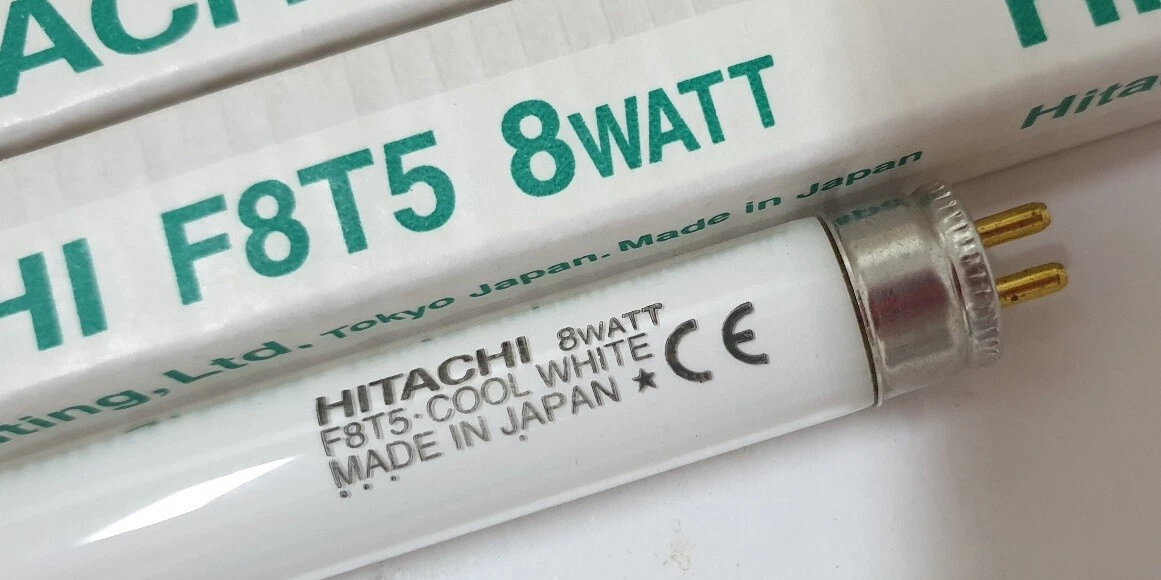 HITACHI
HI F8T5 8WATT
Hita
ting, Ltd. Tokyo Japan. Made in Japan
HITACHI 8WATT
F8T5·COOL WHITE
MADE IN JAPAN ★ CE